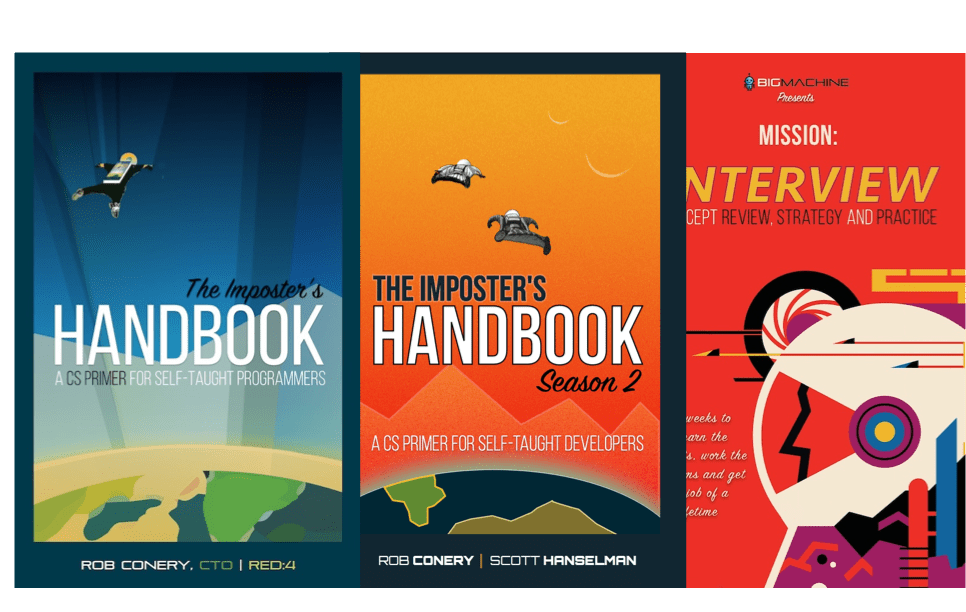 The Imposter's
HANDBOOK
A CS PRIMER FOR SELF-TAUGHT PROGRAMMERS
ROB CONERY, CTO | RED:4
THE IMPOSTER'S
HANDBOOK
Season 2
A CS PRIMER FOR SELF-TAUGHT DEVELOPERS
ROB CONERY | SCOTT HANSELMAN
BIGMACHINE
Presents
MISSION:
NTERVIEW
CEPT REVIEW, STRATEGY AND PRACTICE
weeks to
arn the
s, work the
ms and get
job of a
fetime